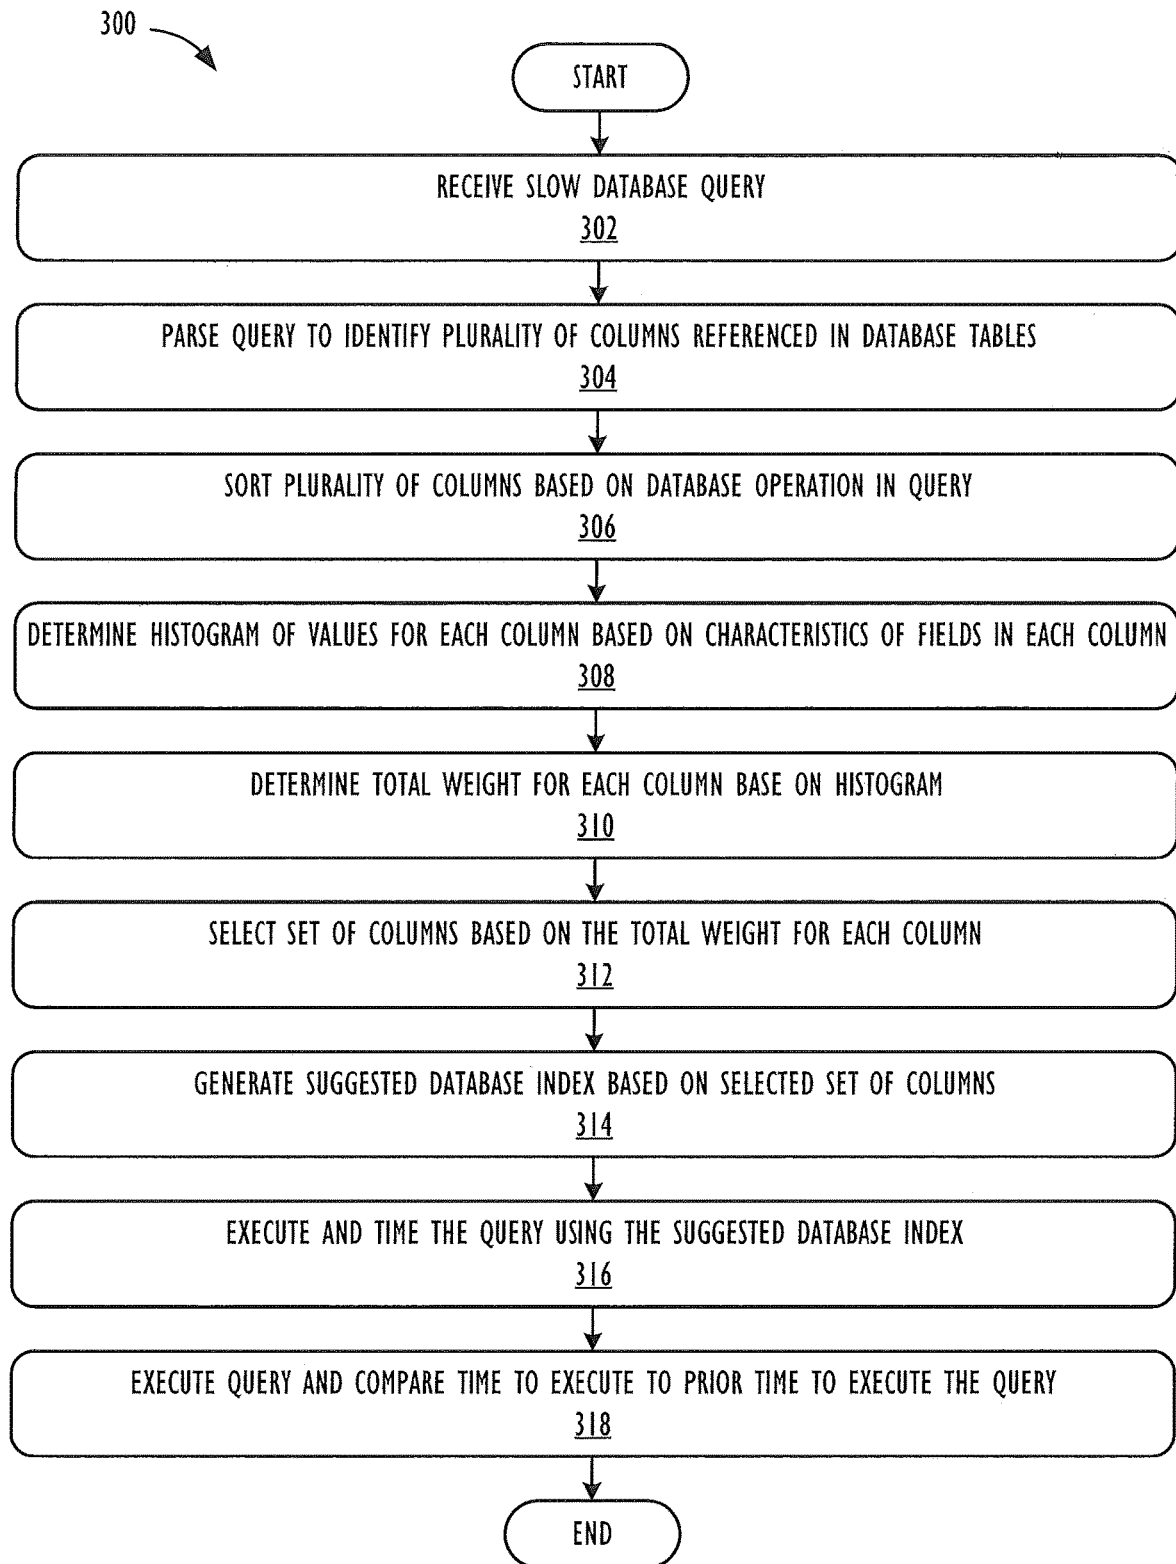 300
START
RECEIVE SLOW DATABASE QUERY
302
PARSE QUERY TO IDENTIFY PLURALITY OF COLUMNS REFERENCED IN DATABASE TABLES
304
SORT PLURALITY OF COLUMNS BASED ON DATABASE OPERATION IN QUERY
306
DETERMINE HISTOGRAM OF VALUES FOR EACH COLUMN BASED ON CHARACTERISTICS OF FIELDS IN EACH COLUMN
308
DETERMINE TOTAL WEIGHT FOR EACH COLUMN BASE ON HISTOGRAM
310
SELECT SET OF COLUMNS BASED ON THE TOTAL WEIGHT FOR EACH COLUMN
312
GENERATE SUGGESTED DATABASE INDEX BASED ON SELECTED SET OF COLUMNS
314
EXECUTE AND TIME THE QUERY USING THE SUGGESTED DATABASE INDEX
316
EXECUTE QUERY AND COMPARE TIME TO EXECUTE TO PRIOR TIME TO EXECUTE THE QUERY
318
END